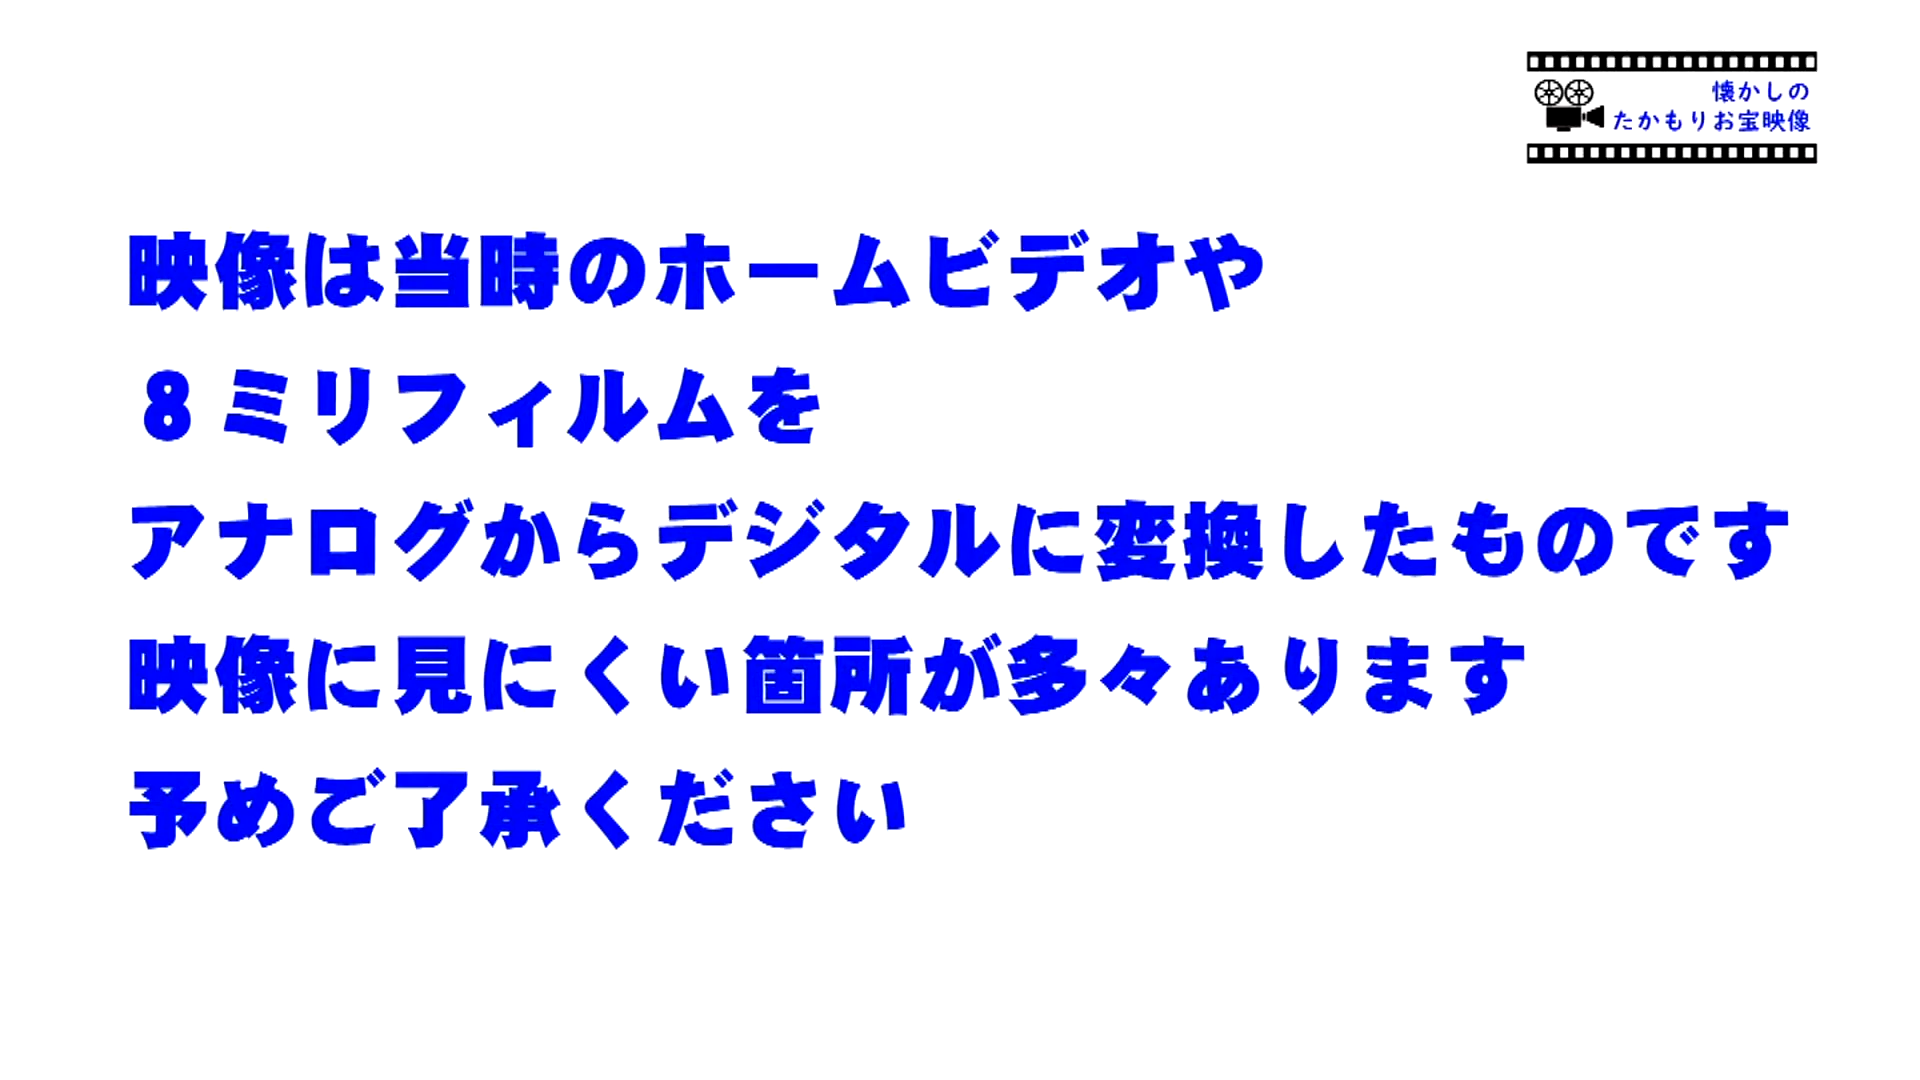 懐かしの
たかもりお宝映像
映像は当時のホームビデオや
８ミリフィルムを
アナログからデジタルに変換したものです
映像に見にくい箇所が多々あります
予めご了承ください